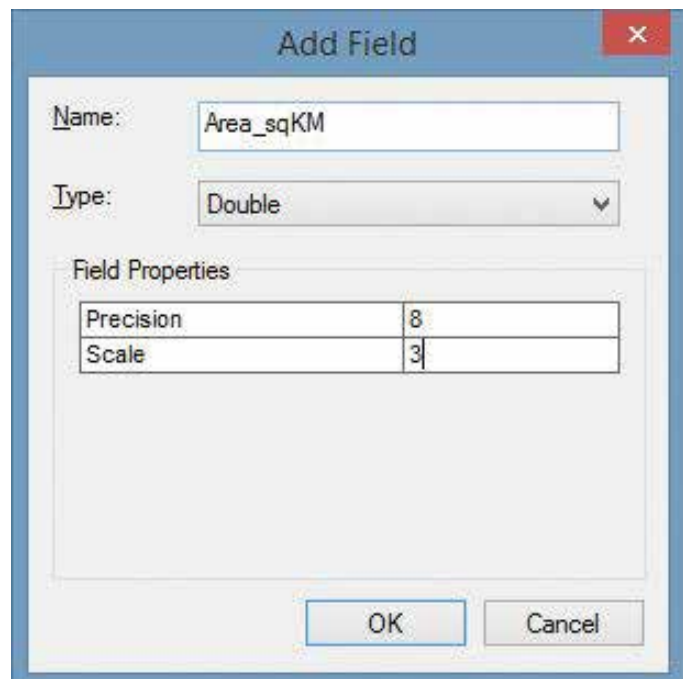 Add Field
Name: Area_sqKM
Type: Double
Field Properties
Precision 8
Scale 3
OK Cancel